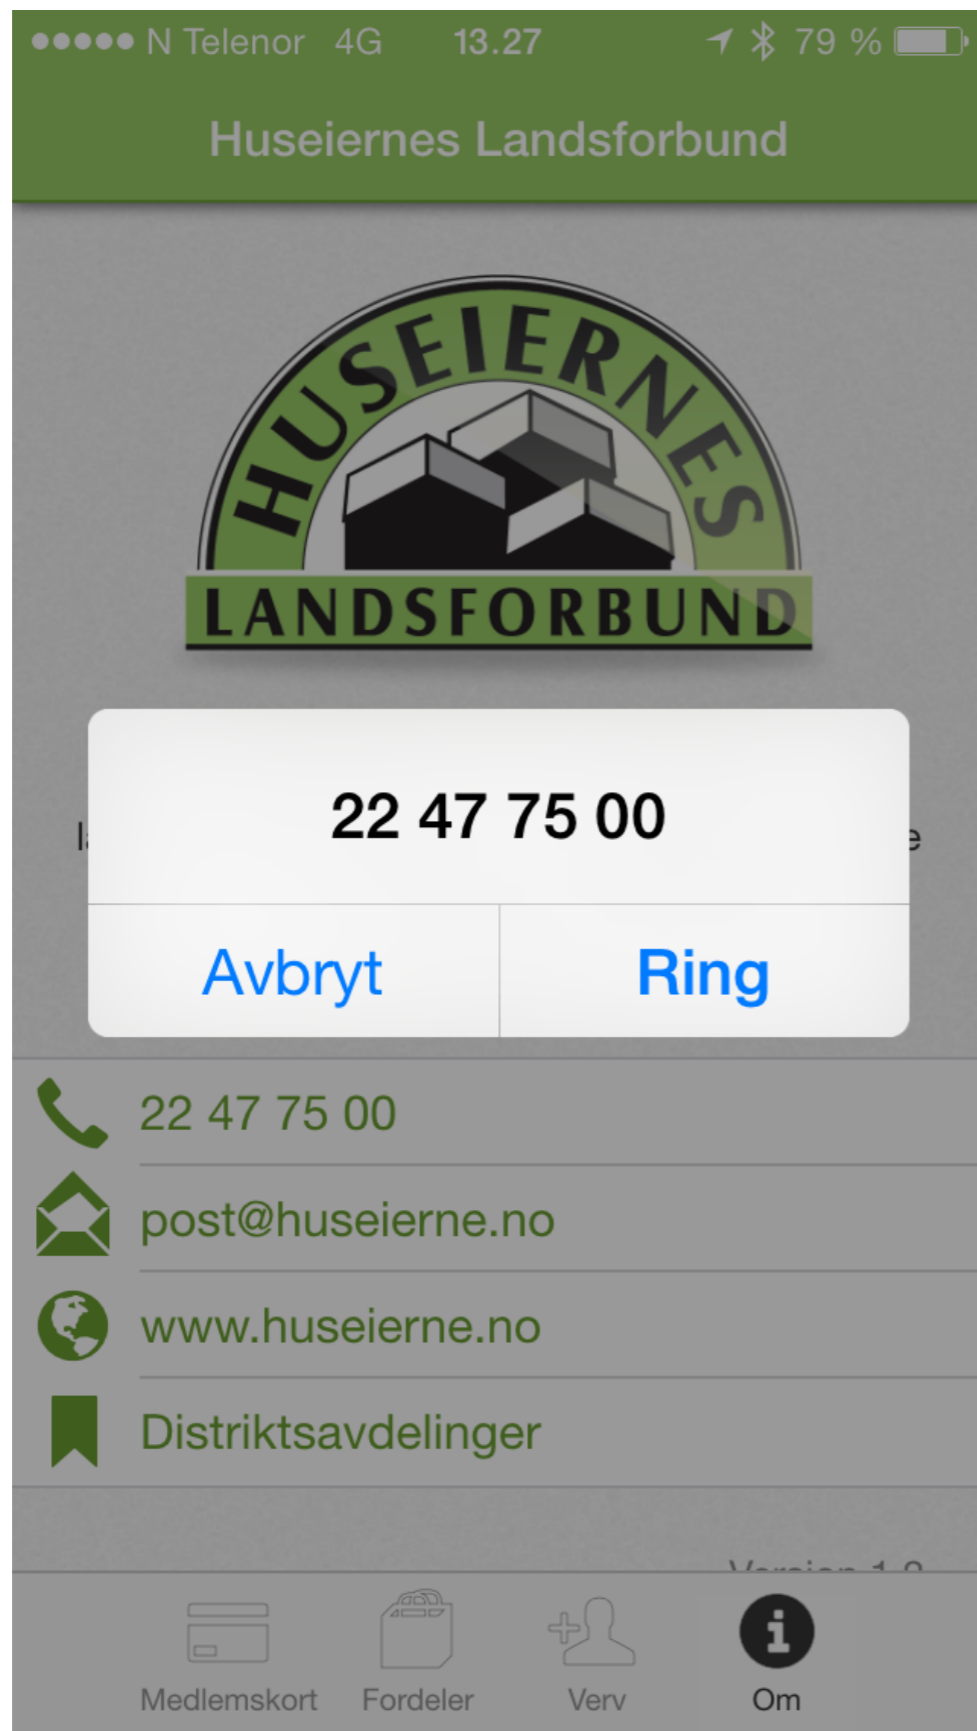 N Telenor 4G 13.27 79 %
Huseiernes Landsforbund
HUSEIERNES
LANDSFORBUND
22 47 75 00
Avbryt Ring
22 47 75 00
post@huseierne.no
www.huseierne.no
Distriktsavdelinger
Medlemskort Fordeler Verv Om